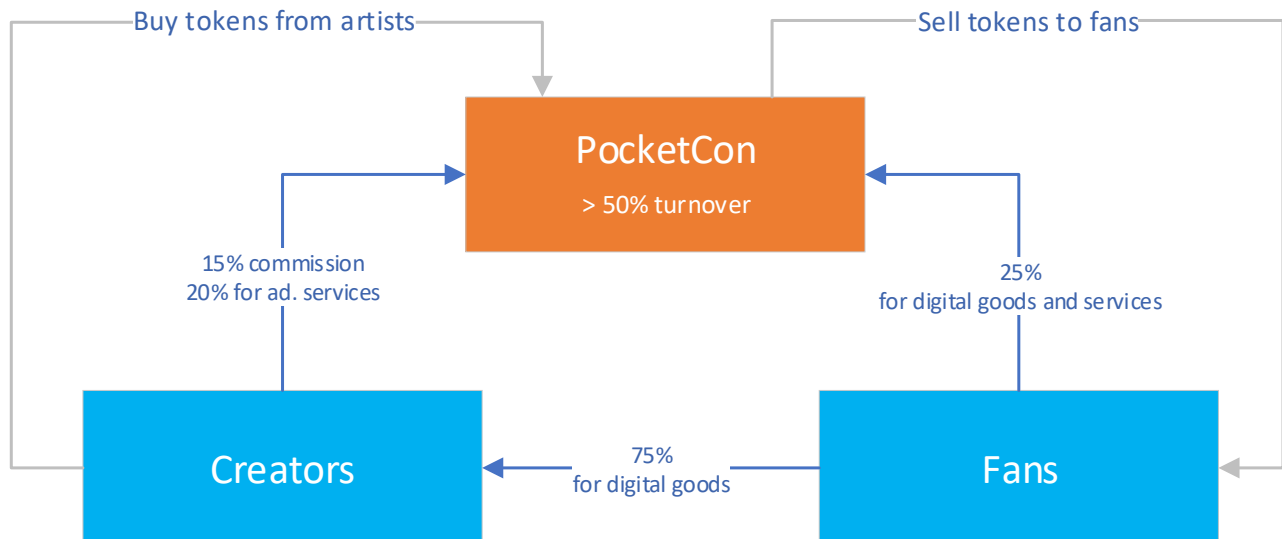 Buy tokens from artists
Sell tokens to fans
PocketCon
> 50% turnover
15% commission
20% for ad. services
25%
for digital goods and services
Creators
75%
for digital goods
Fans